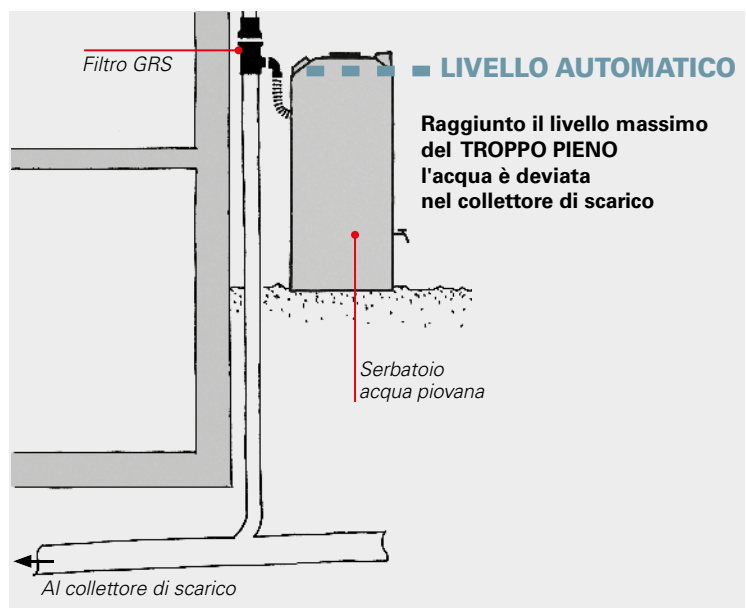 Filtro GRS
LIVELLO AUTOMATICO
Raggiunto il livello massimo
del TROPPO PIENO
l'acqua è deviata
nel collettore di scarico
Serbatoio
acqua piovana
Al collettore di scarico